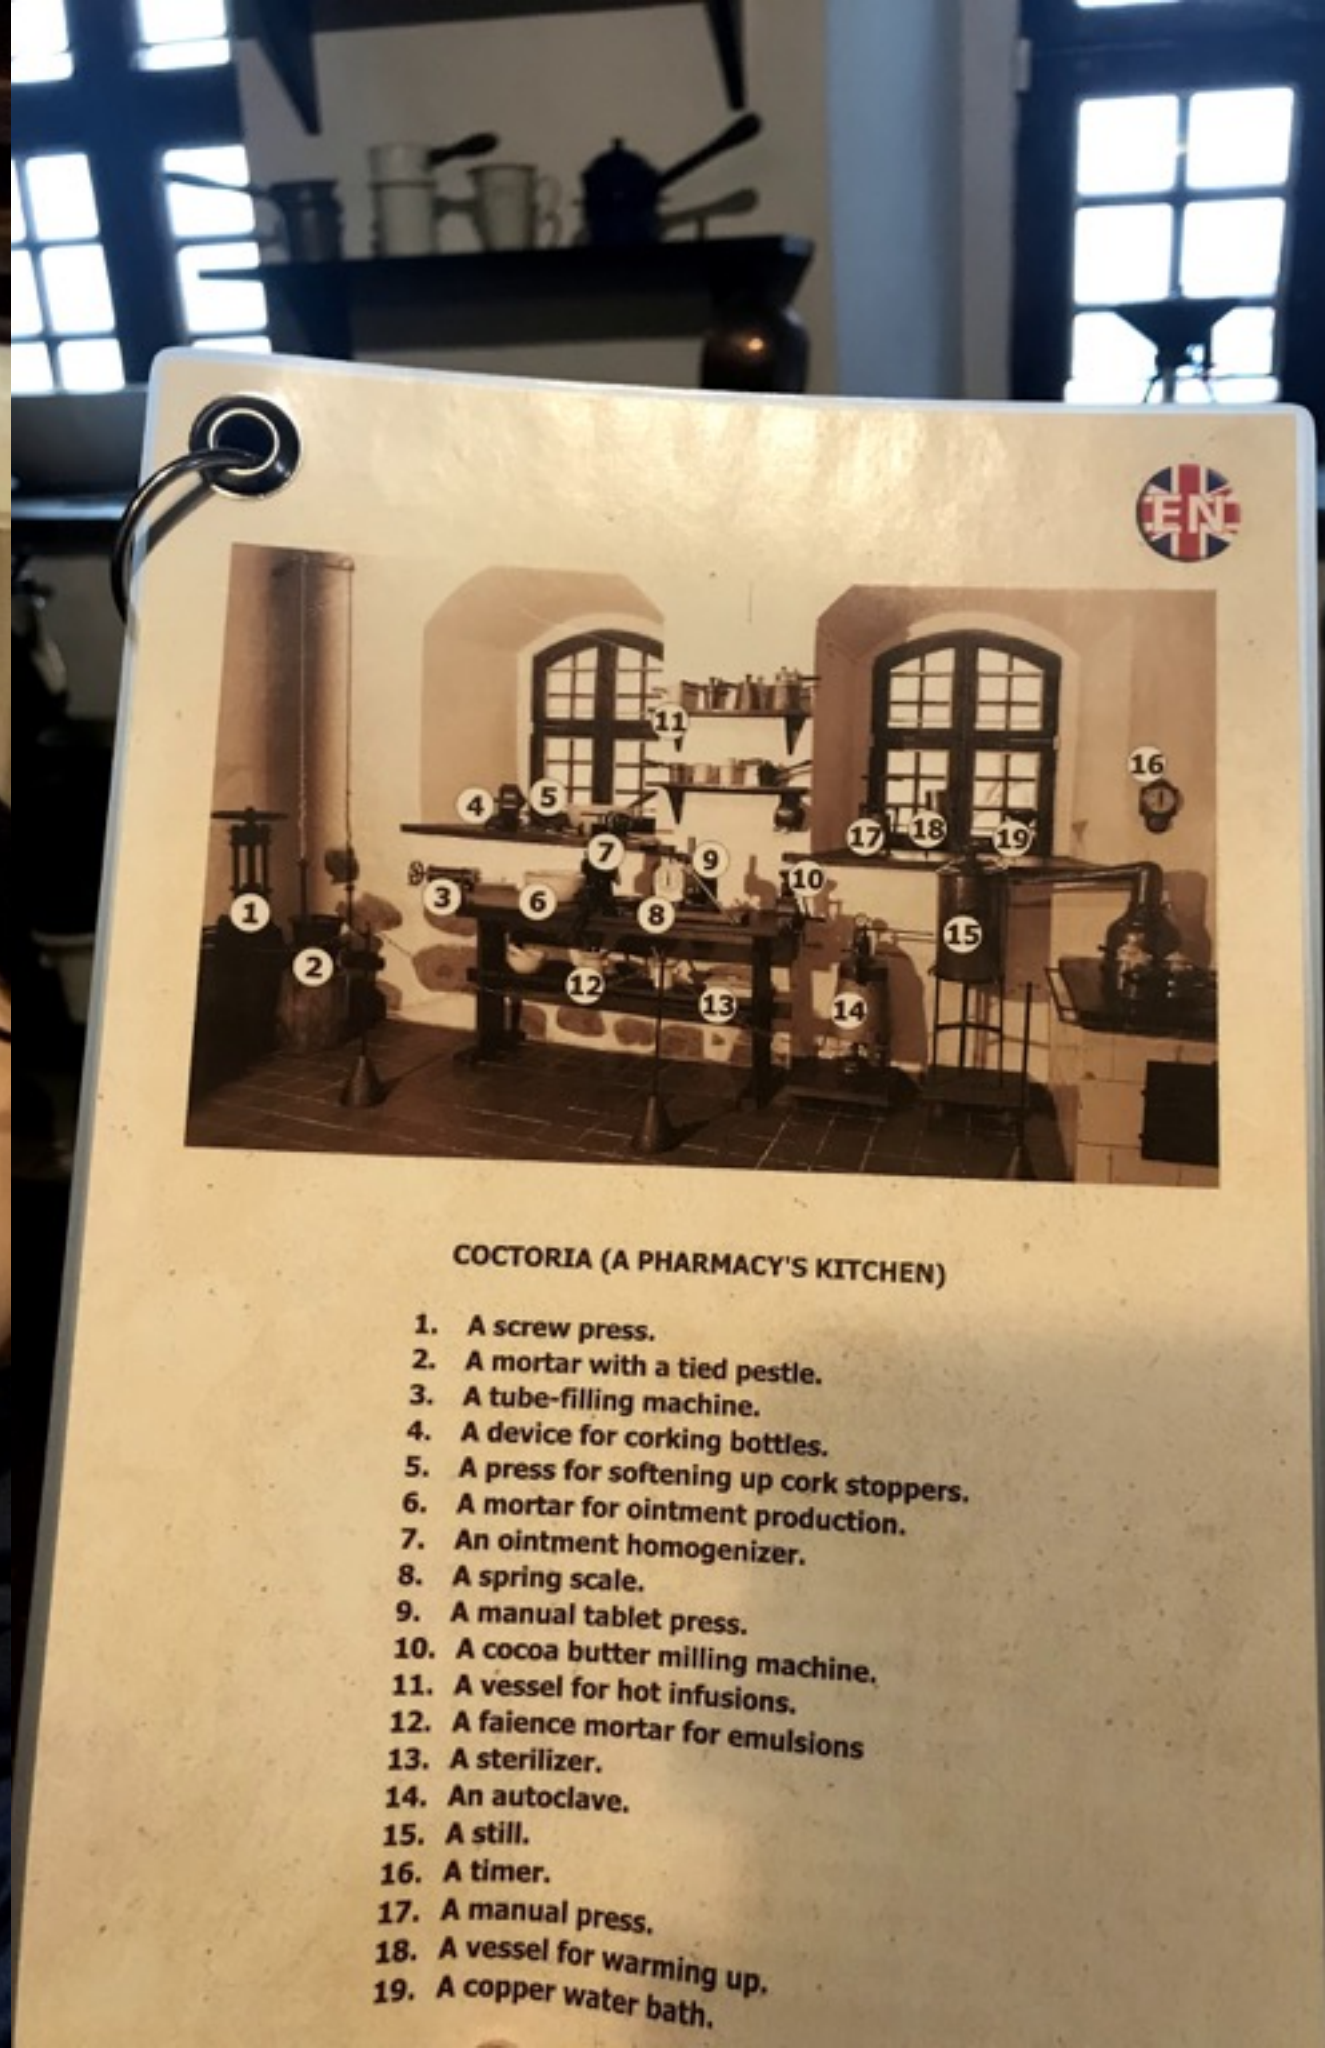 EN
11
16
4
5
17
18
19
7
9
10
3
6
8
1
15
2
12
13
14
COCTORIA (A PHARMACY'S KITCHEN)
1. A screw press.
2. A mortar with a tied pestle.
3. A tube-filling machine.
4. A device for corking bottles.
5. A press for softening up cork stoppers.
6. A mortar for ointment production.
7. An ointment homogenizer.
8. A spring scale.
9. A manual tablet press.
10. A cocoa butter milling machine.
11. A vessel for hot infusions.
12. A faience mortar for emulsions
13. A sterilizer.
14. An autoclave.
15. A still.
16. A timer.
17. A manual press.
18. A vessel for warming up.
19. A copper water bath.